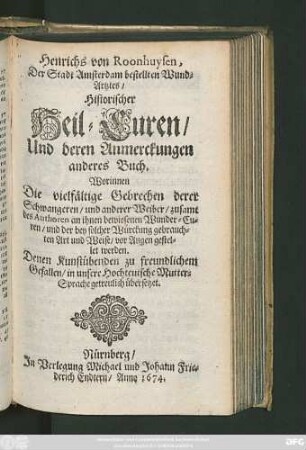 Henrichs von Roonhuysen,
Der Stadt Amsterdam bestellten Wund-
Artztes/
Historischer
Heil-Curen/
Und deren Anmerckungen
anderes Buch.
Worinnen
Die vielfältige Gebrechen derer
Schwangeren/ und anderer Weiber/ zusamt
des Authoren an ihnen bewiesenen Wunder-Cu-
ren/ und der bey solcher Würckung gebrauch-
ten Art und Weise/ vor Augen gestel-
let werden.
Denen Kunstübenden zu freundlichem
Gefallen/ in unsere Hochteutsche Mutter-
Sprache getreulich übersetzet.
Nürnberg/
In Verlegung Michael und Johann Frie-
derich Endtern/ Anno 1674.